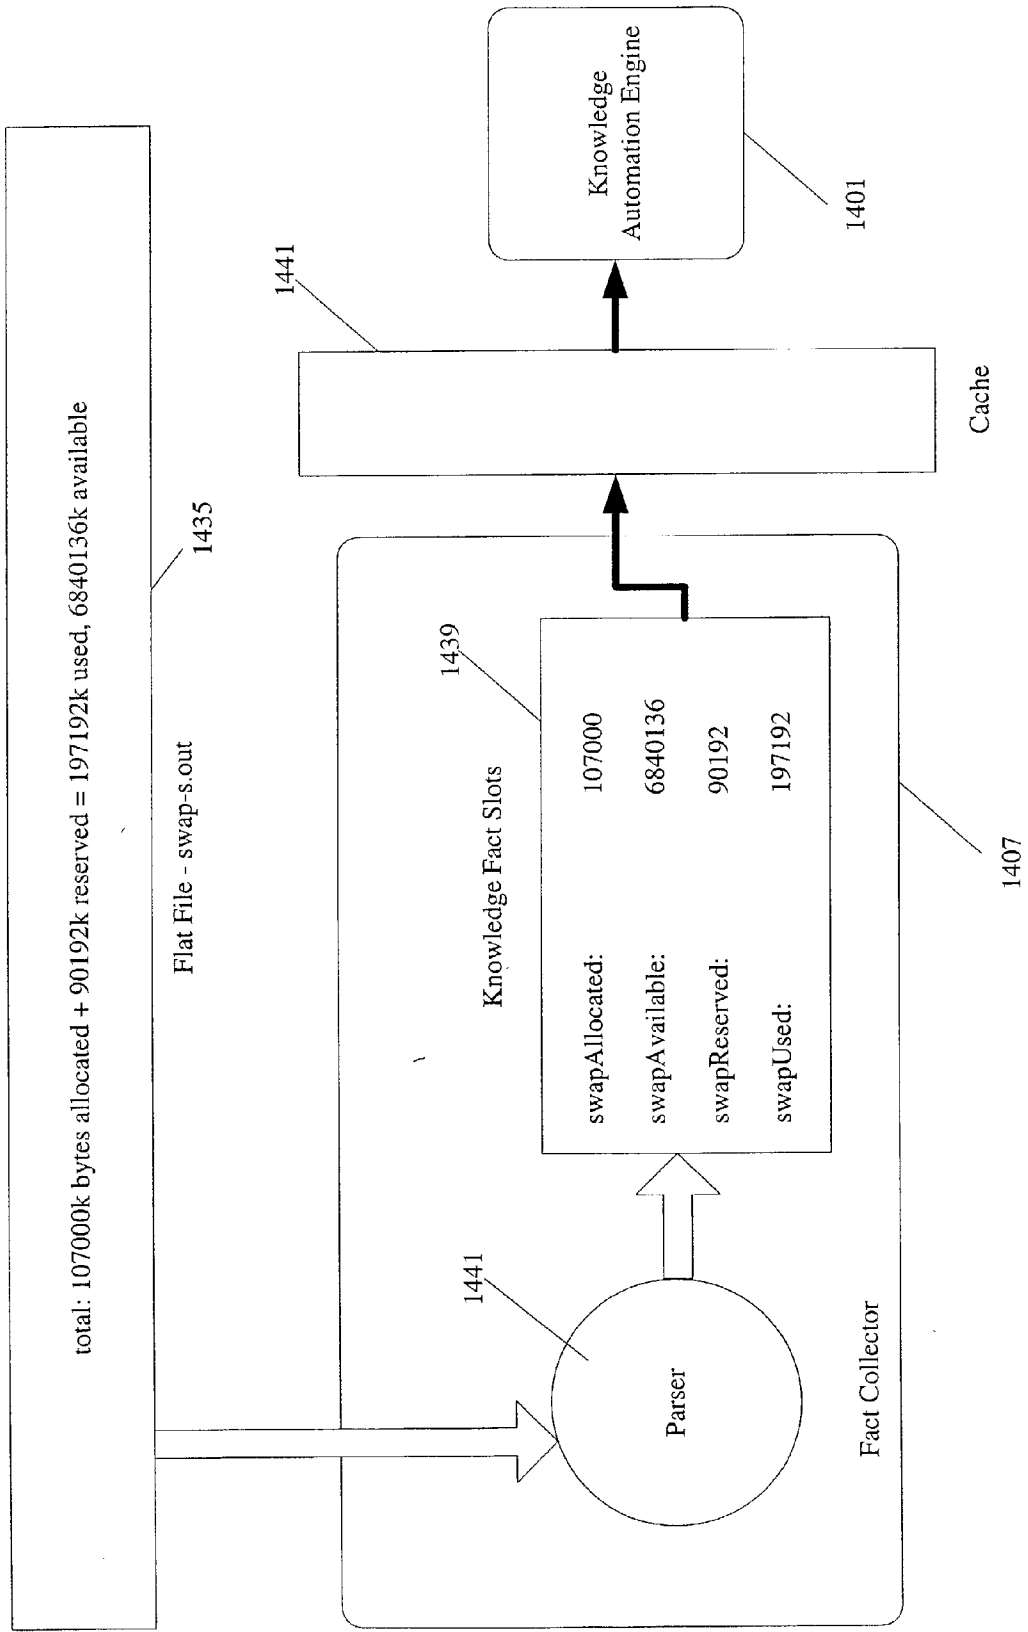 total: 107000k bytes allocated + 90192k reserved = 197192k used, 6840136k available
1435
Flat File - swap-s.out
1441
Knowledge
Automation Engine
1401
Cache
Knowledge Fact Slots
1439
swapAllocated: 107000
swapAvailable: 6840136
swapReserved: 90192
swapUsed: 197192
1441
Parser
Fact Collector
1407